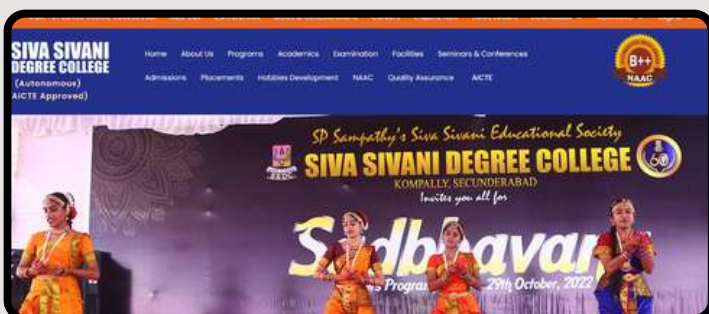 SIVA SIVANI
DEGREE COLLEGE
(Autonomous)
AICTE Approved)
Home About Us Programs Academics Examination Facilities Seminars & Conferences
Admissions Placements Hobbies Development NAAC Quality Assurance AICTE
B++
NAAC
SP Sampathy's Siva Sivani Educational Society
SIVA SIVANI DEGREE COLLEGE
60
KOMPALLY, SECUNDERABAD
Invites you all for
29th October, 2022